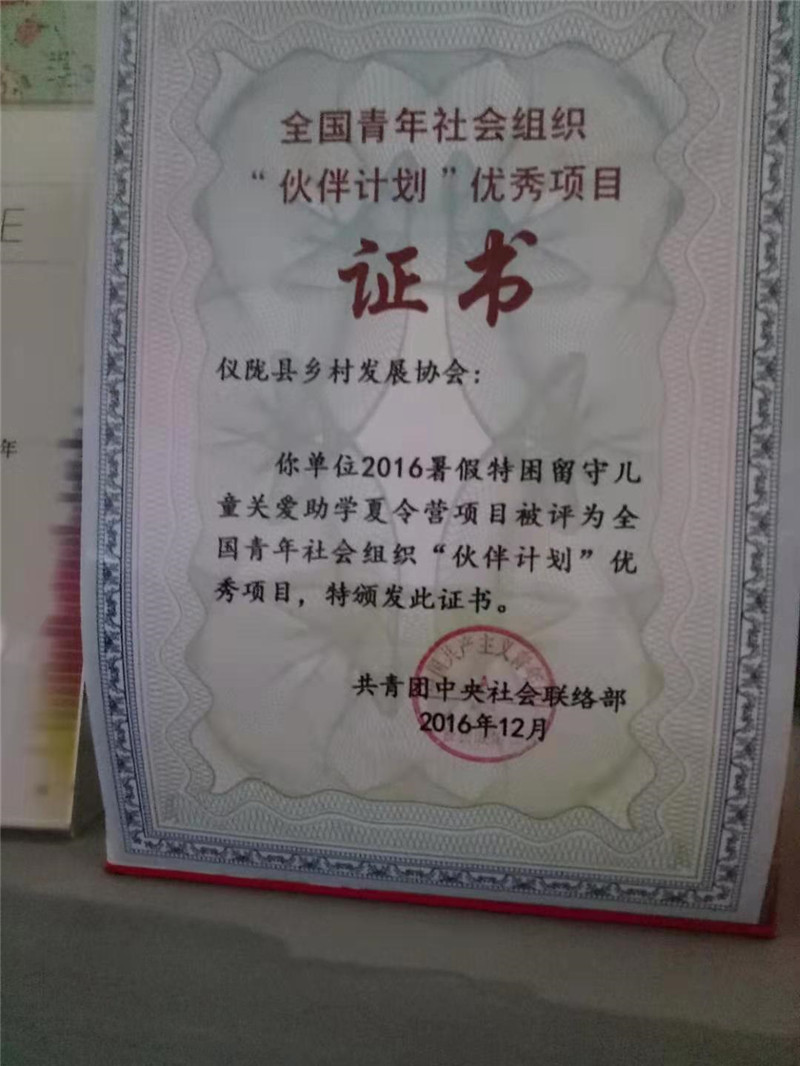 全国青年社会组织
“伙伴计划”优秀项目
证书
仪陇县乡村发展协会：
你单位2016暑假特困留守儿
童关爱助学夏令营项目被评为全
国青年社会组织“伙伴计划”优
秀项目，特颁发此证书。
共青团中央社会联络部
2016年12月
E
年